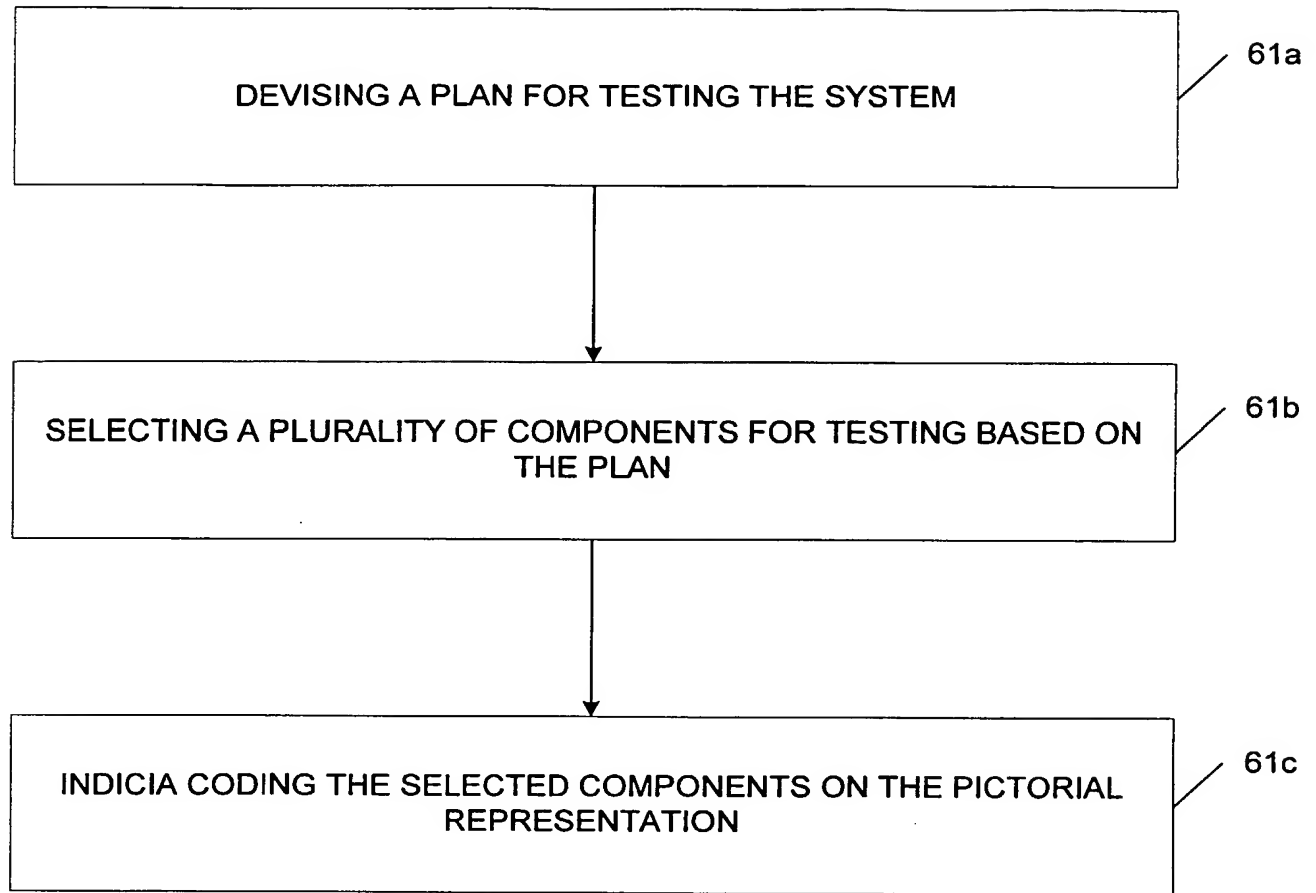 DEVISING A PLAN FOR TESTING THE SYSTEM
61a
SELECTING A PLURALITY OF COMPONENTS FOR TESTING BASED ON
THE PLAN
61b
INDICIA CODING THE SELECTED COMPONENTS ON THE PICTORIAL
REPRESENTATION
61c